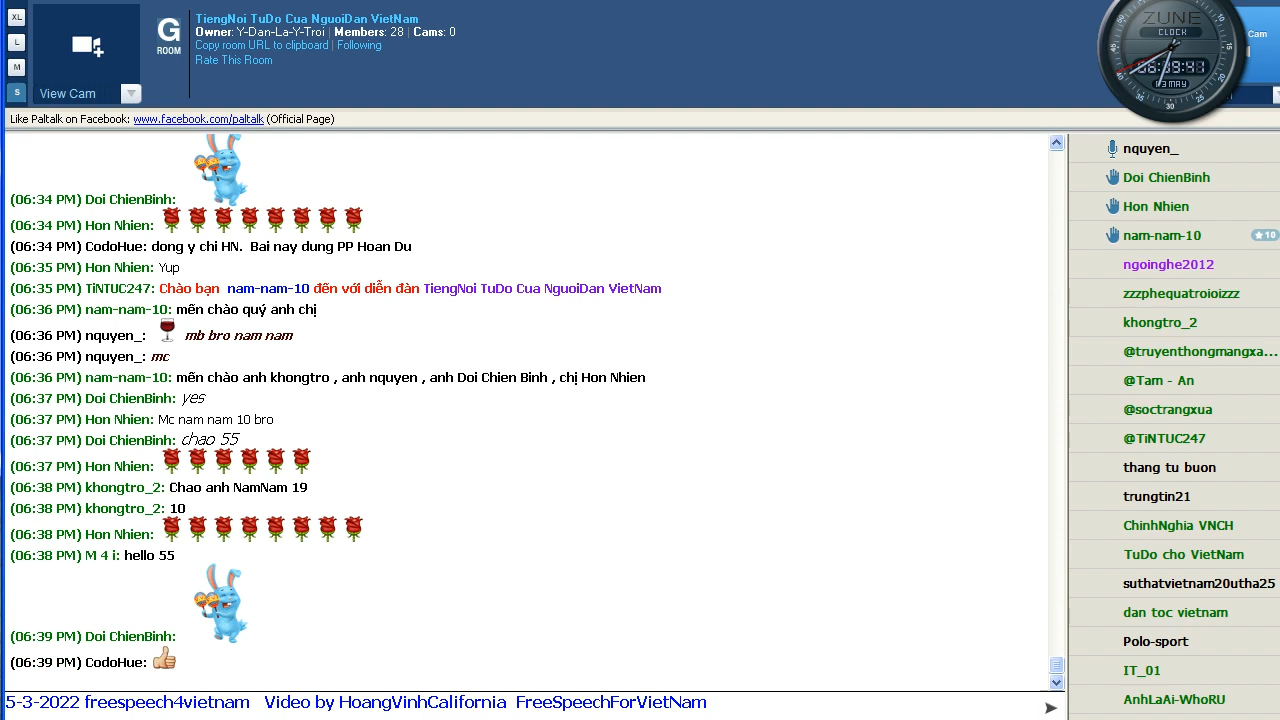 XL
L
M
S
View Cam
G
ROOM
TiengNoi TuDo Cua NguoiDan VietNam
Owner: Y-Dan-La-Y-Troi | Members: 28 | Cams: 0
Copy room URL to clipboard | Following
Rate This Room
ZUNE
CLOCK
Cam
Like Paltalk on Facebook: www.facebook.com/paltalk (Official Page)
(06:34 PM) Doi ChienBinh:
(06:34 PM) Hon Nhien:
(06:34 PM) CodoHue: dong y chi HN.  Bai nay dung PP Hoan Du
(06:35 PM) Hon Nhien: Yup
(06:35 PM) TiNTUC247: Chào bạn  nam-nam-10 đến với diễn đàn TiengNoi TuDo Cua NguoiDan VietNam
(06:36 PM) nam-nam-10: mến chào quý anh chị
(06:36 PM) nquyen_: mb bro nam nam
(06:36 PM) nquyen_: mc
(06:36 PM) nam-nam-10: mến chào anh khongtro , anh nquyen , anh Doi Chien Binh , chị Hon Nhien
(06:37 PM) Doi ChienBinh: yes
(06:37 PM) Hon Nhien: Mc nam nam 10 bro
(06:37 PM) Doi ChienBinh: chao 55
(06:37 PM) Hon Nhien:
(06:38 PM) khongtro_2: Chao anh NamNam 19
(06:38 PM) khongtro_2: 10
(06:38 PM) Hon Nhien:
(06:38 PM) M 4 i: hello 55
(06:39 PM) Doi ChienBinh:
(06:39 PM) CodoHue:
5-3-2022 freespeech4vietnam   Video by HoangVinhCalifornia  FreeSpeechForVietNam
nquyen_
Doi ChienBinh
Hon Nhien
nam-nam-10
10
ngoinghe2012
zzzphequatroioizzz
khongtro_2
@truyenthongmangxa...
@Tam - An
@soctrangxua
@TiNTUC247
thang tu buon
trungtin21
ChinhNghia VNCH
TuDo cho VietNam
suthatvietnam20utha25
dan toc vietnam
Polo-sport
IT_01
AnhLaAi-WhoRU